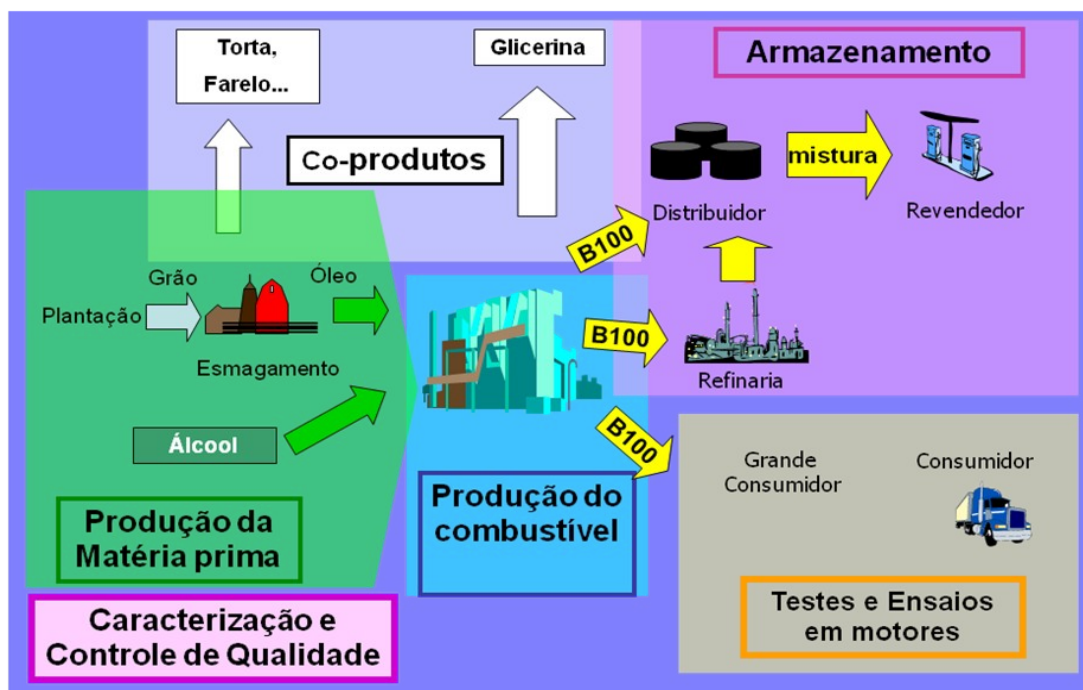 Torta,
Farelo...
Glicerina
Armazenamento
Co-produtos
mistura
Distribuidor
Revendedor
B100
Grão
Óleo
Plantação
Esmagamento
B100
Refinaria
Álcool
B100
Grande
Consumidor
Consumidor
Produção da
Matéria prima
Produção do
combustível
Caracterização e
Controle de Qualidade
Testes e Ensaios
em motores